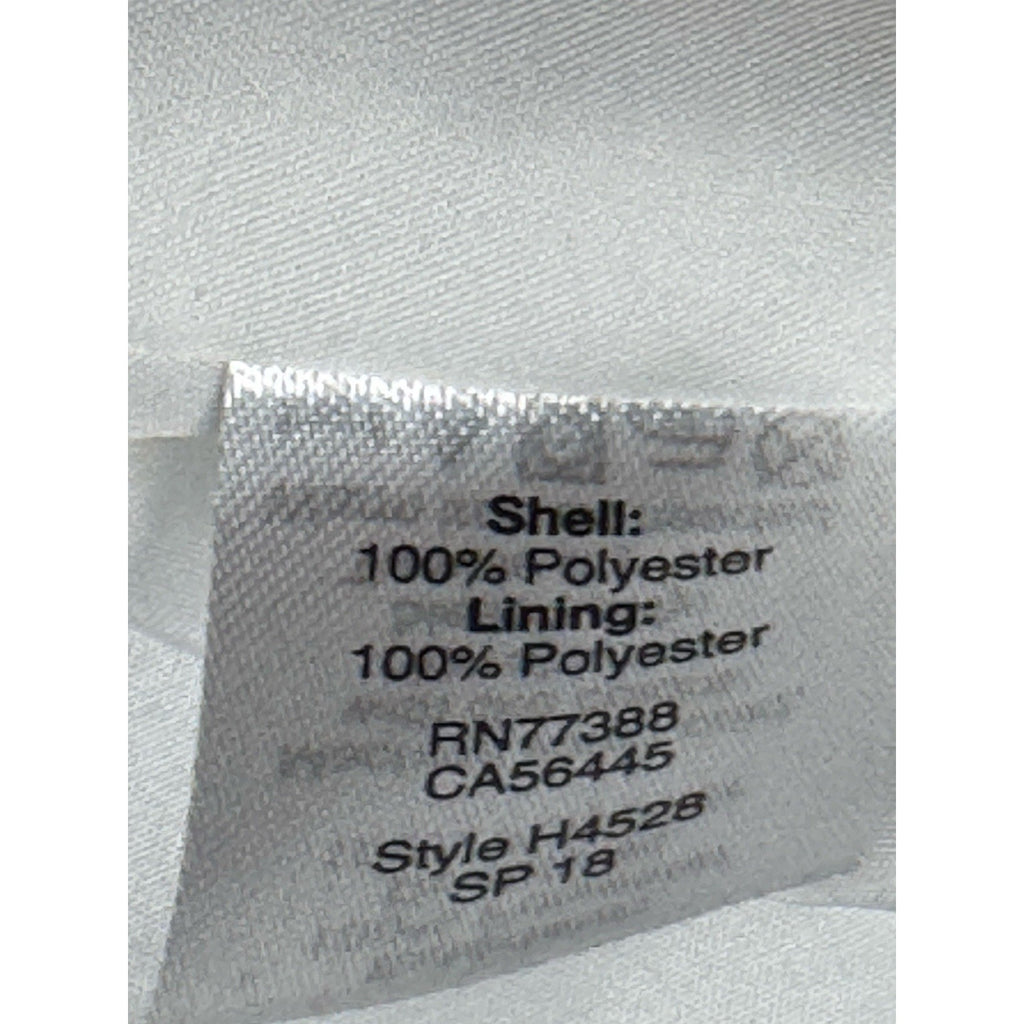 Shell:
100% Polyester
Lining:
100% Polyester
RN77388
CA56445
Style H4528
SP 18